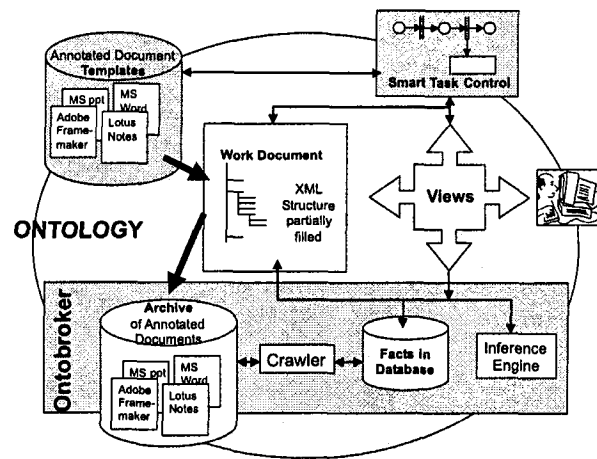 Annotated Document
Templates
MS ppt
MS
Word
Adobe
Frame-
maker
Lotus
Notes
Smart Task Control
Work Document
XML
Structure
partially
filled
Views
ONTOLOGY
Ontobroker
Archive
of Annotated
Documents
MS ppt
MS
Word
Adobe
Frame-
maker
Lotus
Notes
Crawler
Facts in
Database
Inference
Engine